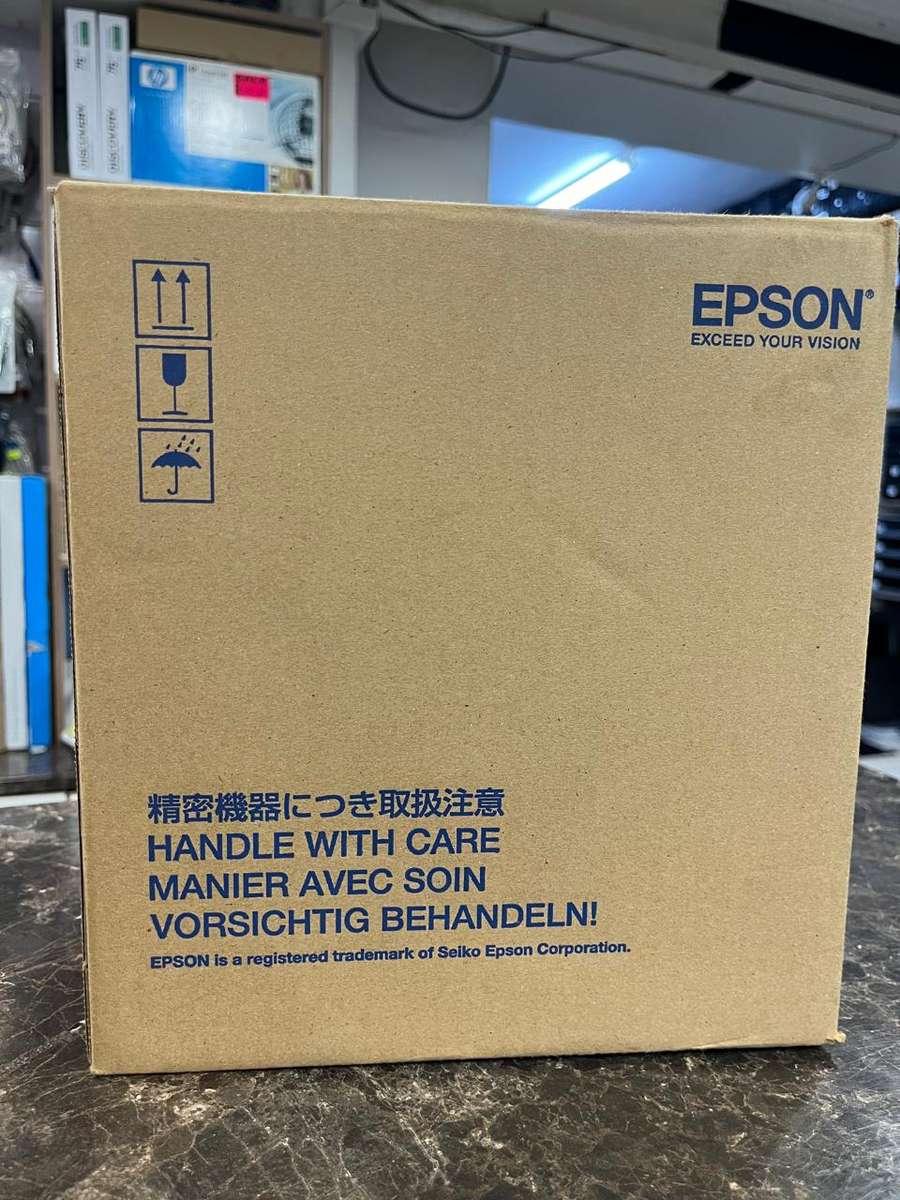 hp
EPSON®
EXCEED YOUR VISION
精密機器につき取扱注意
HANDLE WITH CARE
MANIER AVEC SOIN
VORSICHTIG BEHANDELN!
EPSON is a registered trademark of Seiko Epson Corporation.